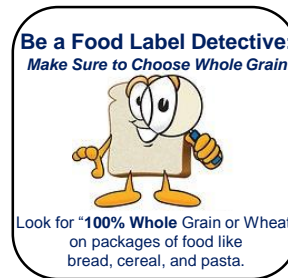 Be a Food Label Detective:
Make Sure to Choose Whole Grain
Look for “100% Whole Grain or Wheat
on packages of food like
bread, cereal, and pasta.